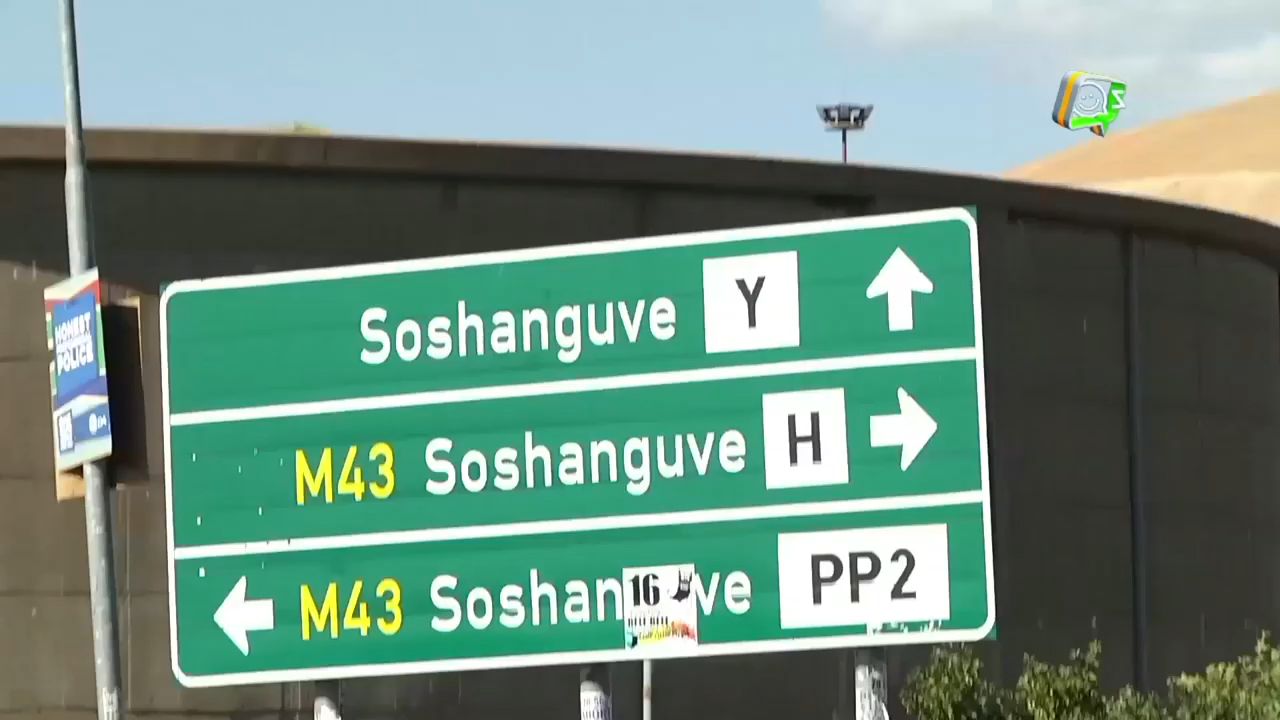 Soshanguve Y
M43 Soshanguve H
M43 Soshan ve PP2
16
HONEST
POLICE